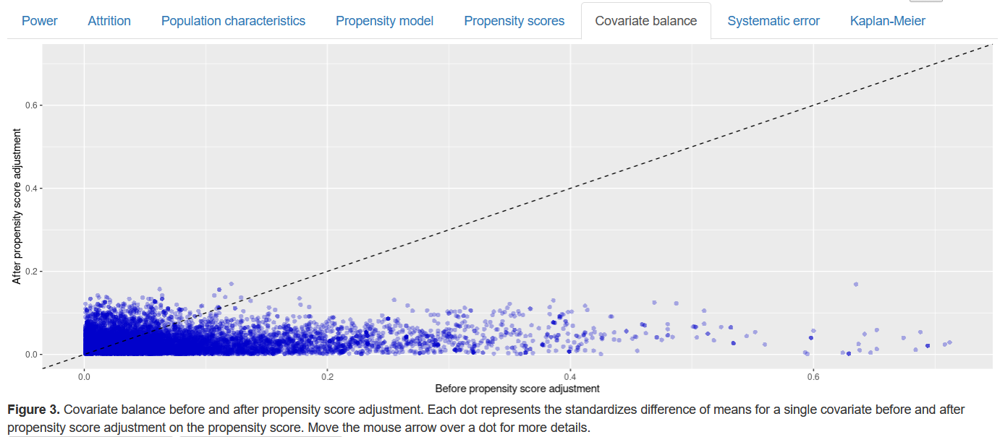 Power Attrition Population characteristics Propensity model Propensity scores Covariate balance Systematic error Kaplan-Meier
After propensity score adjustment
0.6
0.4
0.2
0.0
0.0 0.2 0.4 0.6
Before propensity score adjustment
Figure 3. Covariate balance before and after propensity score adjustment. Each dot represents the standardizes difference of means for a single covariate before and after
propensity score adjustment on the propensity score. Move the mouse arrow over a dot for more details.